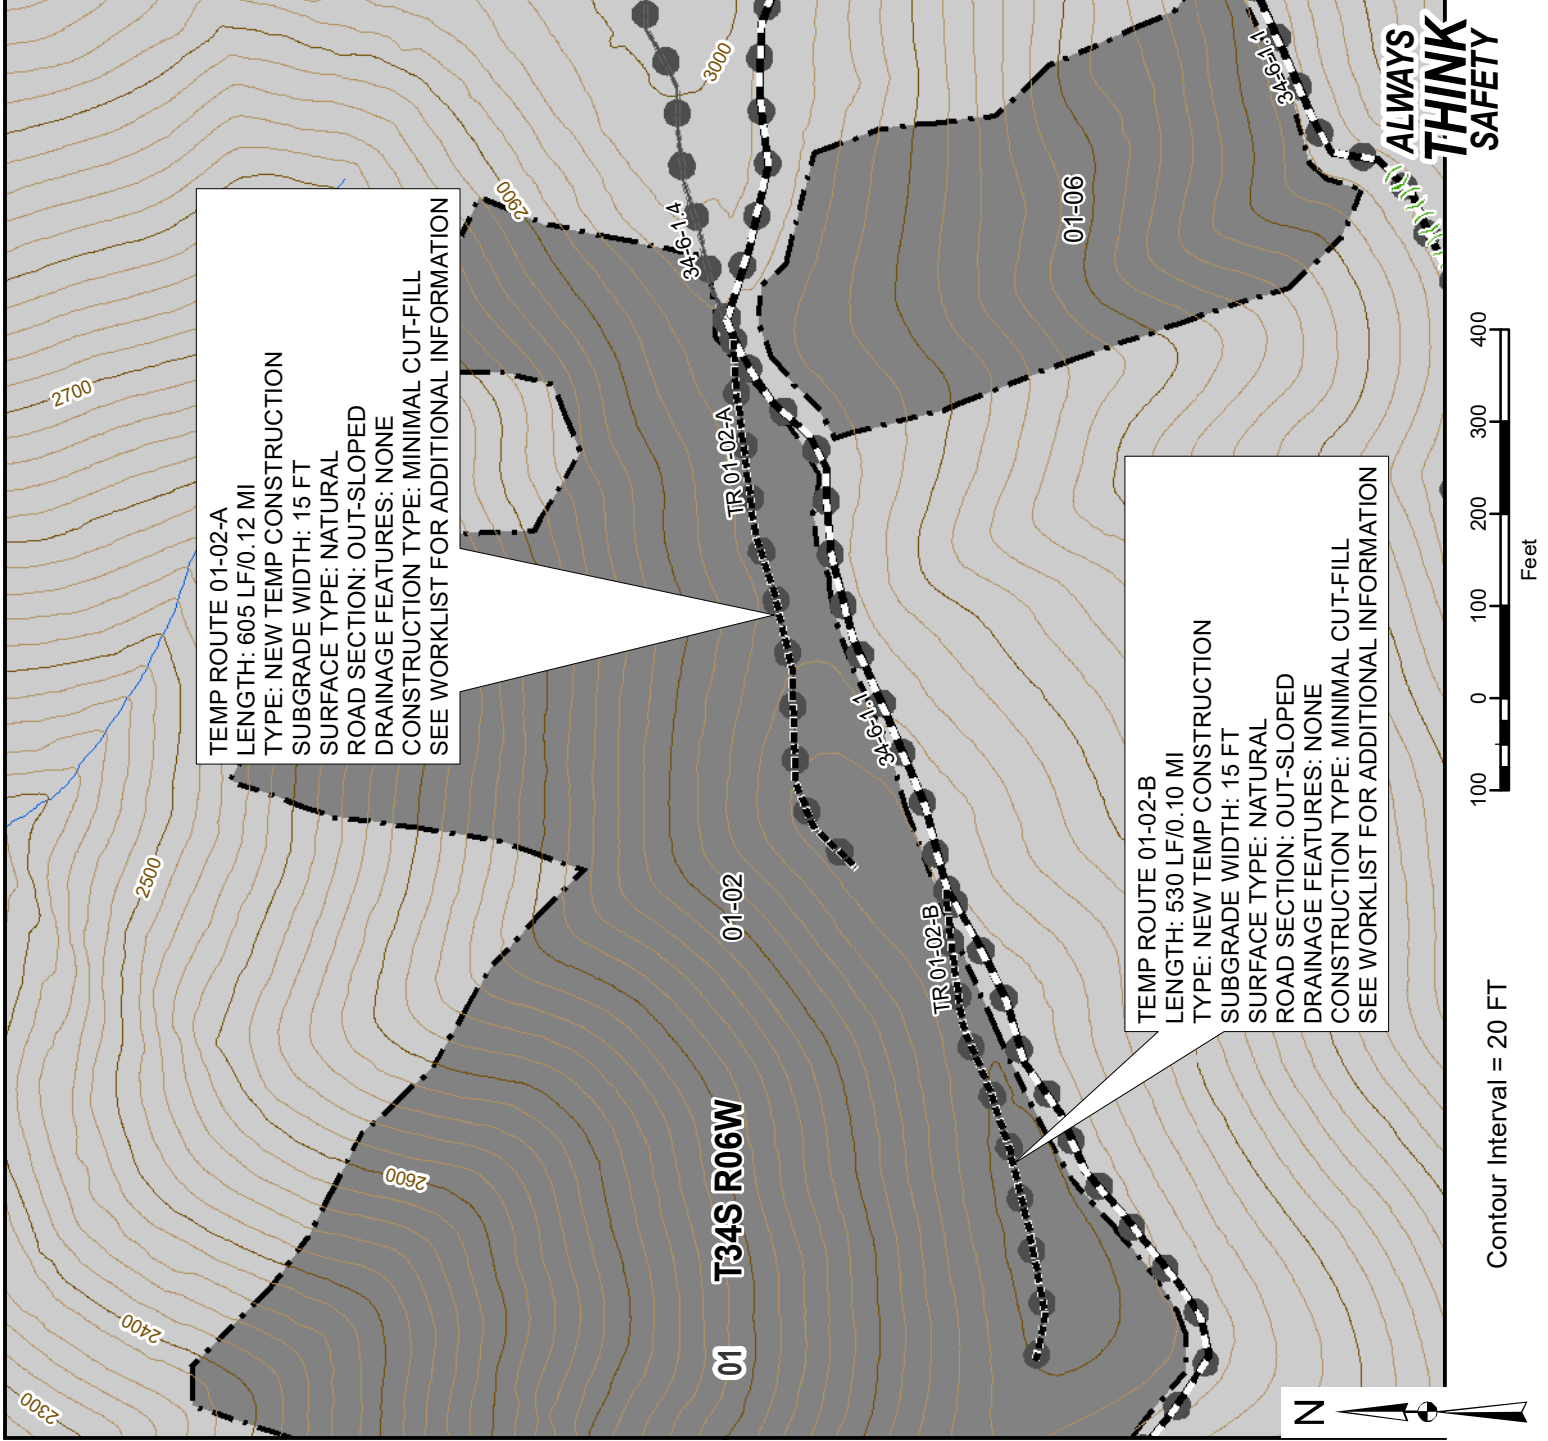 TEMP ROUTE 01-02-A
LENGTH: 605 LF/0.12 MI
TYPE: NEW TEMP CONSTRUCTION
SUBGRADE WIDTH: 15 FT
SURFACE TYPE: NATURAL
ROAD SECTION: OUT-SLOPED
DRAINAGE FEATURES: NONE
CONSTRUCTION TYPE: MINIMAL CUT-FILL
SEE WORKLIST FOR ADDITIONAL INFORMATION
TEMP ROUTE 01-02-B
LENGTH: 530 LF/0.10 MI
TYPE: NEW TEMP CONSTRUCTION
SUBGRADE WIDTH: 15 FT
SURFACE TYPE: NATURAL
ROAD SECTION: OUT-SLOPED
DRAINAGE FEATURES: NONE
CONSTRUCTION TYPE: MINIMAL CUT-FILL
SEE WORKLIST FOR ADDITIONAL INFORMATION
2300
2400
2500
2600
2700
2900
3000
01 T34S R06W
01-02
01-06
TR 01-02-A
TR 01-02-B
34-6-1.4
34-6-1.1
34-6-1.1
N
Contour Interval = 20 FT
100 0 100 200 300 400
Feet
ALWAYS
THINK
SAFETY